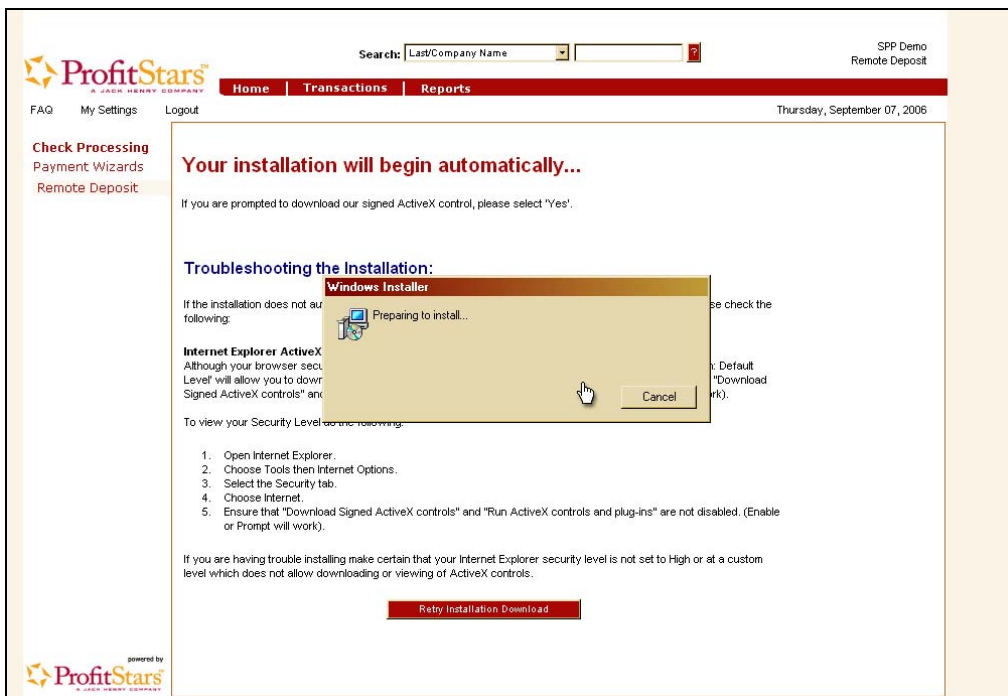 Search: Last/Company Name ?
SPP Demo
Remote Deposit
ProfitStars™
A JACK HENRY COMPANY
Home | Transactions | Reports
FAQ My Settings Logout
Thursday, September 07, 2006
Check Processing
Payment Wizards
Remote Deposit
Your installation will begin automatically...
If you are prompted to download our signed ActiveX control, please select 'Yes'.
Troubleshooting the Installation:
Windows Installer
Preparing to install...
Cancel
If the installation does not au se check the
following:
Internet Explorer ActiveX
Although your browser secu : Default
Level' will allow you to down "Download
Signed ActiveX controls" and rk).
To view your Security Level do the following:
1. Open Internet Explorer.
2. Choose Tools then Internet Options.
3. Select the Security tab.
4. Choose Internet.
5. Ensure that "Download Signed ActiveX controls" and "Run ActiveX controls and plug-ins" are not disabled. (Enable
or Prompt will work).
If you are having trouble installing make certain that your Internet Explorer security level is not set to High or at a custom
level which does not allow downloading or viewing of ActiveX controls.
Retry Installation Download
powered by
ProfitStars
A JACK HENRY COMPANY